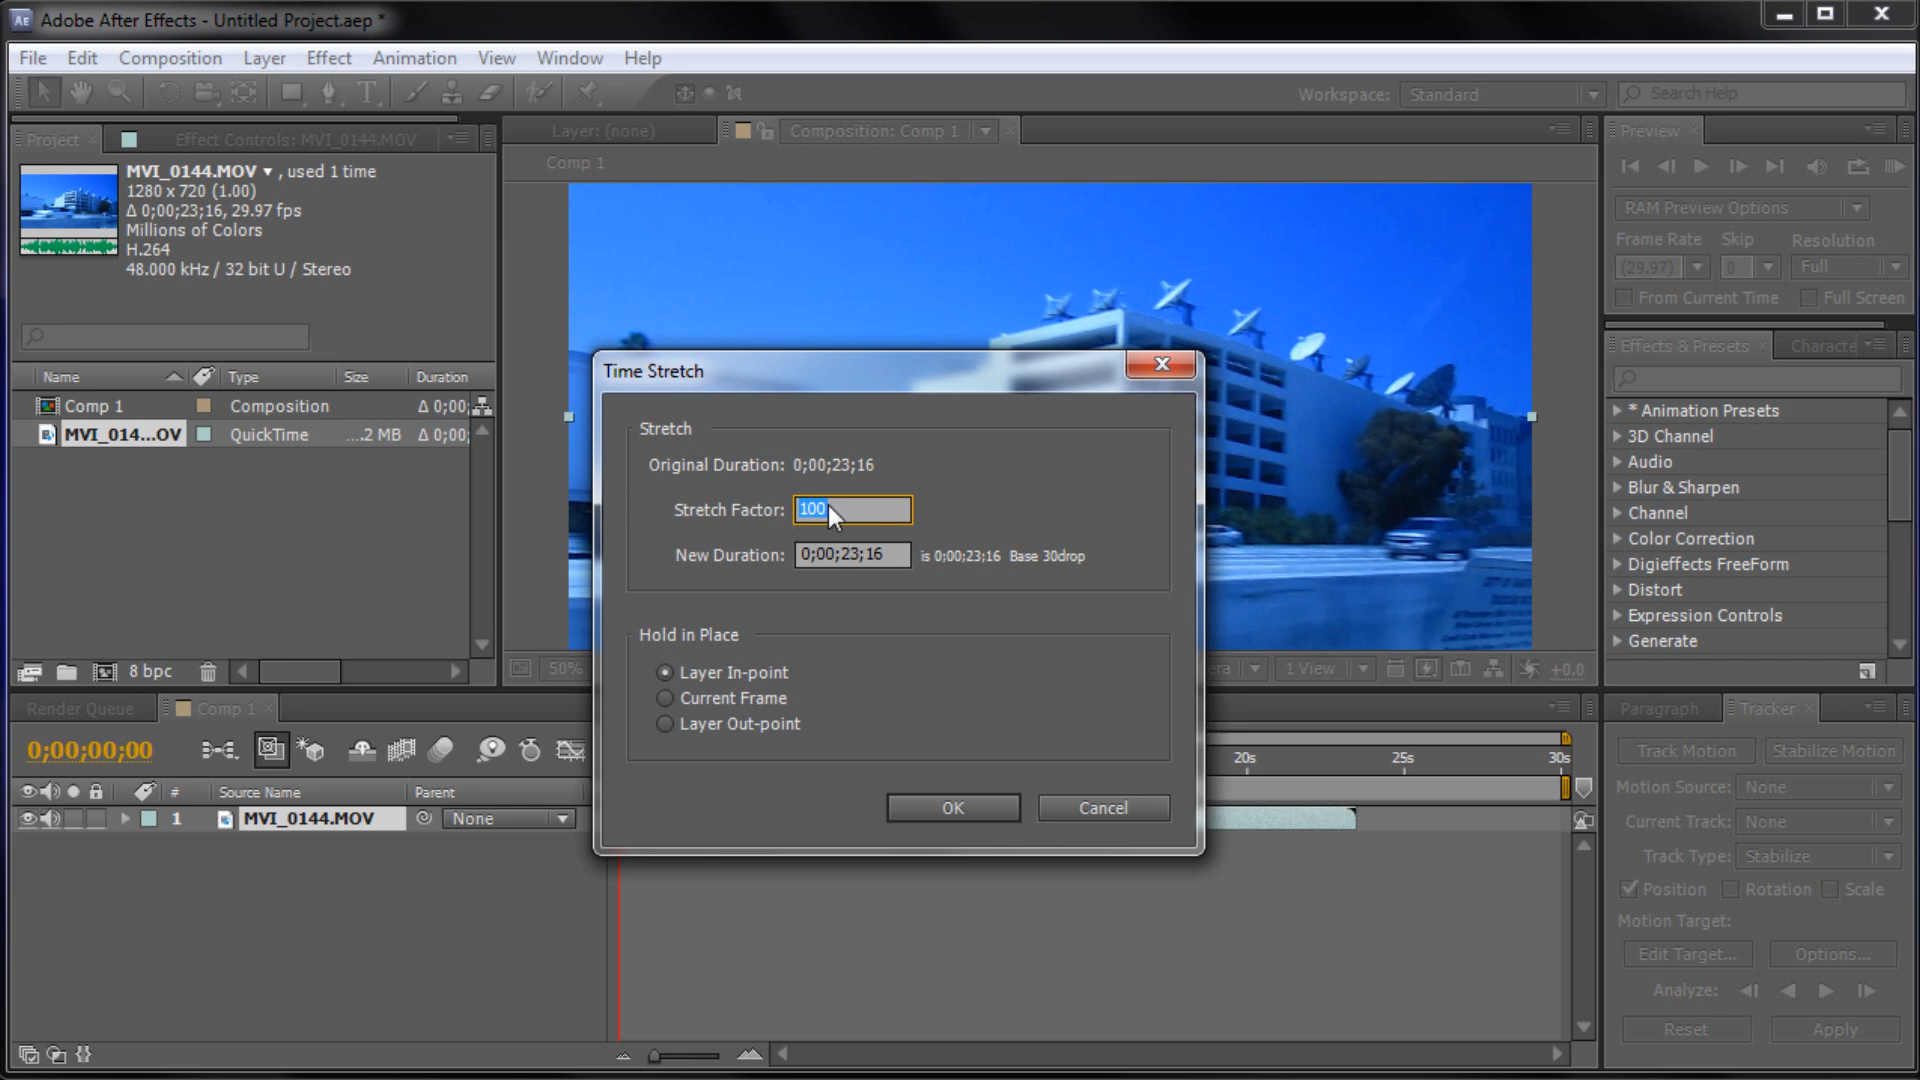 Adobe After Effects - Untitled Project.aep *
File Edit Composition Layer Effect Animation View Window Help
Workspace: Standard Search Help
Project Effect Controls: MVI_0144.MOV
MVI_0144.MOV , used 1 time
1280 x 720 (1.00)
Δ 0;00;23;16, 29.97 fps
Millions of Colors
H.264
48.000 kHz / 32 bit U / Stereo
Name Type Size Duration
Comp 1 Composition Δ 0;00;
MVI_014...OV QuickTime ....2 MB Δ 0;00;
8 bpc
Layer: (none) Composition: Comp 1
Comp 1
50% era 1 View +0.0
Time Stretch
Stretch
Original Duration: 0;00;23;16
Stretch Factor: 100
New Duration: 0;00;23;16 is 0;00;23;16 Base 30drop
Hold in Place
Layer In-point
Current Frame
Layer Out-point
OK Cancel
Preview
RAM Preview Options
Frame Rate Skip Resolution
(29.97) 0 Full
From Current Time Full Screen
Effects & Presets Characte
* Animation Presets
3D Channel
Audio
Blur & Sharpen
Channel
Color Correction
Digieffects FreeForm
Distort
Expression Controls
Generate
Render Queue Comp 1
0;00;00;00
# Source Name Parent
1 MVI_0144.MOV None
20s 25s 30s
Paragraph Tracker
Track Motion Stabilize Motion
Motion Source: None
Current Track: None
Track Type: Stabilize
Position Rotation Scale
Motion Target:
Edit Target... Options...
Analyze:
Reset Apply